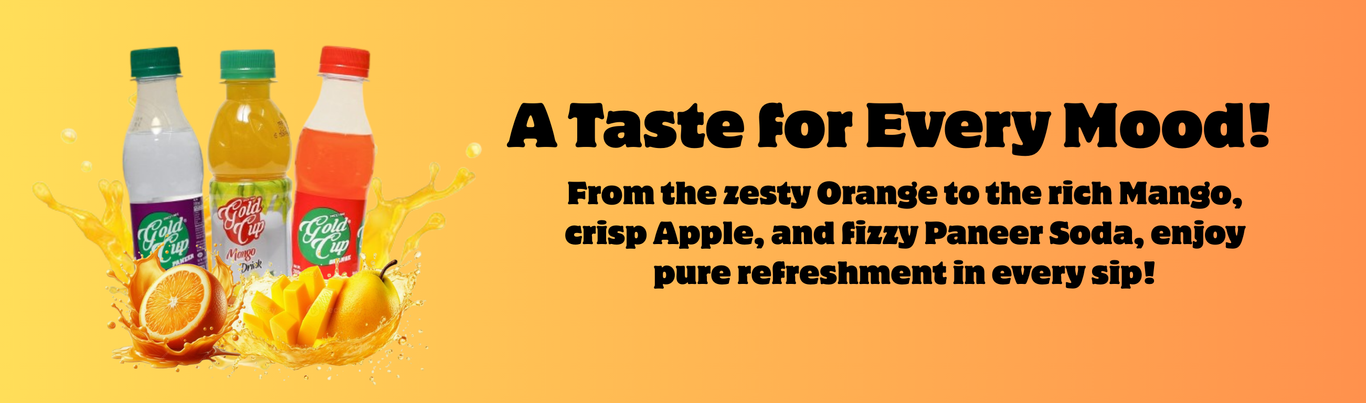 A Taste for Every Mood!
From the zesty Orange to the rich Mango,
crisp Apple, and fizzy Paneer Soda, enjoy
pure refreshment in every sip!
Gold
Cup
PANEER
Gold
Cup
Mango
Drink
Gold
Cup